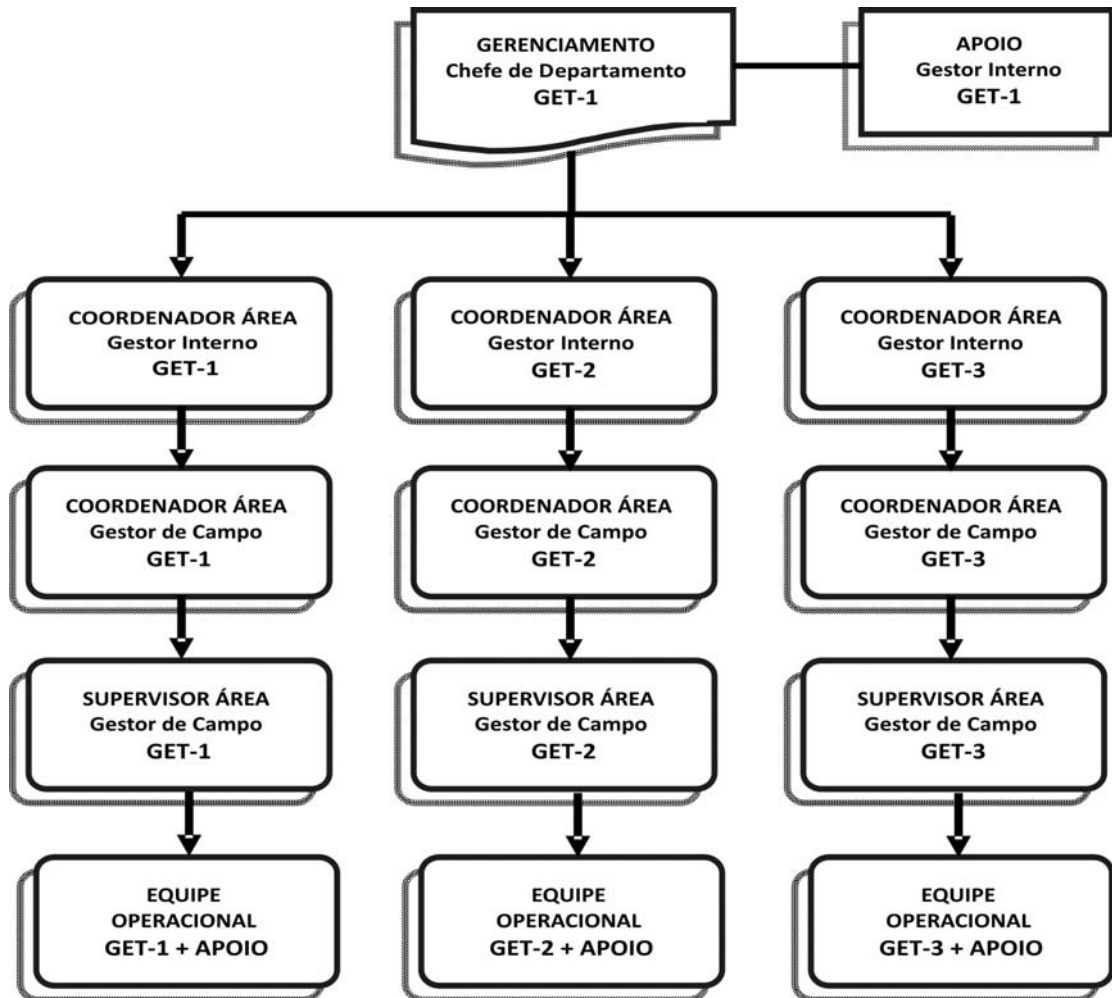 GERENCIAMENTO
Chefe de Departamento
GET-1
APOIO
Gestor Interno
GET-1
COORDENADOR ÁREA
Gestor Interno
GET-1
COORDENADOR ÁREA
Gestor Interno
GET-2
COORDENADOR ÁREA
Gestor Interno
GET-3
COORDENADOR ÁREA
Gestor de Campo
GET-1
COORDENADOR ÁREA
Gestor de Campo
GET-2
COORDENADOR ÁREA
Gestor de Campo
GET-3
SUPERVISOR ÁREA
Gestor de Campo
GET-1
SUPERVISOR ÁREA
Gestor de Campo
GET-2
SUPERVISOR ÁREA
Gestor de Campo
GET-3
EQUIPE
OPERACIONAL
GET-1 + APOIO
EQUIPE
OPERACIONAL
GET-2 + APOIO
EQUIPE
OPERACIONAL
GET-3 + APOIO